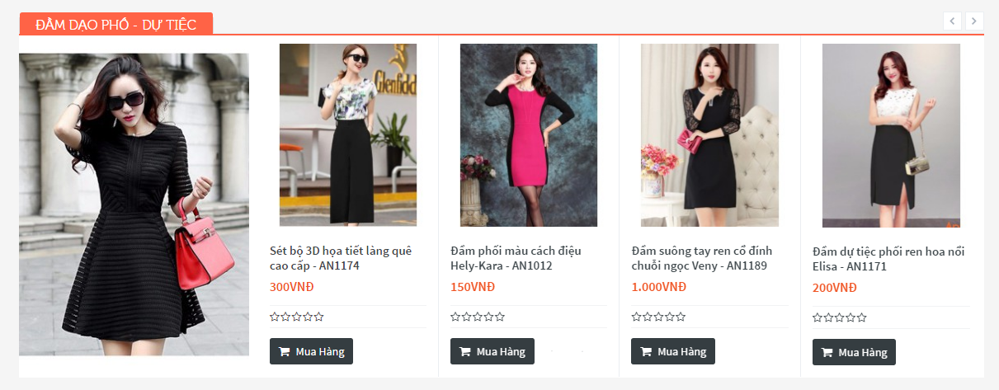 ĐẦM DẠO PHỐ - DỰ TIỆC
Glenfidd
Sét bộ 3D họa tiết làng quê
cao cấp - AN1174
300VNĐ
Mua Hàng
Đầm phối màu cách điệu
Hely-Kara - AN1012
150VNĐ
Mua Hàng
Đầm suông tay ren cổ đính
chuỗi ngọc Veny - AN1189
1.000VNĐ
Mua Hàng
Đầm dự tiệc phối ren hoa nổi
Elisa - AN1171
200VNĐ
Mua Hàng